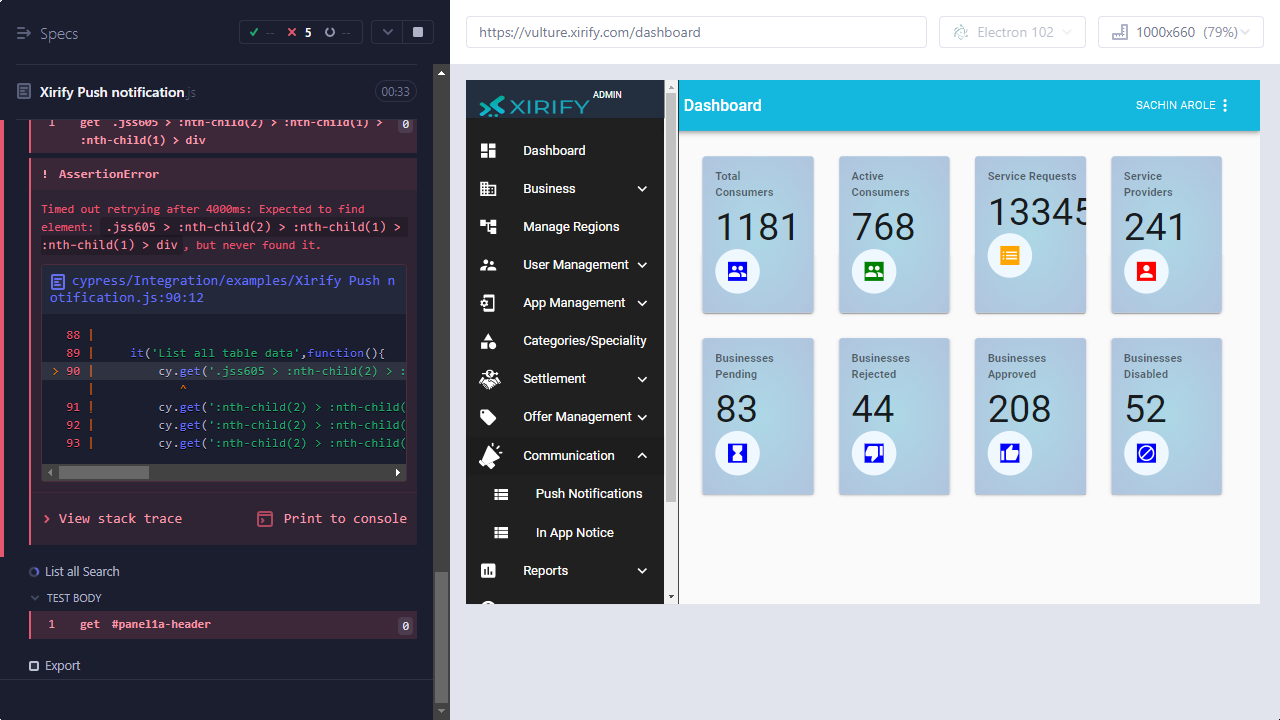 Specs
-- 5 --
Xirify Push notification.js
00:33
1 get .jss605 > :nth-child(2) > :nth-child(1) > :nth-child(1) > div 0
! AssertionError
Timed out retrying after 4000ms: Expected to find
element: .jss605 > :nth-child(2) > :nth-child(1) >
:nth-child(1) > div , but never found it.
cypress/Integration/examples/Xirify Push n
otification.js:90:12
88 |
89 | it('List all table data',function(){
> 90 | cy.get('.jss605 > :nth-child(2) > :
| ^
91 | cy.get(':nth-child(2) > :nth-child(
92 | cy.get(':nth-child(2) > :nth-child(
93 | cy.get(':nth-child(2) > :nth-child(
View stack trace
Print to console
List all Search
TEST BODY
1 get #panel1a-header 0
Export
https://vulture.xirify.com/dashboard
Electron 102
1000x660 (79%)
XIRIFY ADMIN
Dashboard
Business
Manage Regions
User Management
App Management
Categories/Speciality
Settlement
Offer Management
Communication
Push Notifications
In App Notice
Reports
Dashboard
SACHIN AROLE
Total
Consumers
1181
Active
Consumers
768
Service Requests
13345
Service
Providers
241
Businesses
Pending
83
Businesses
Rejected
44
Businesses
Approved
208
Businesses
Disabled
52